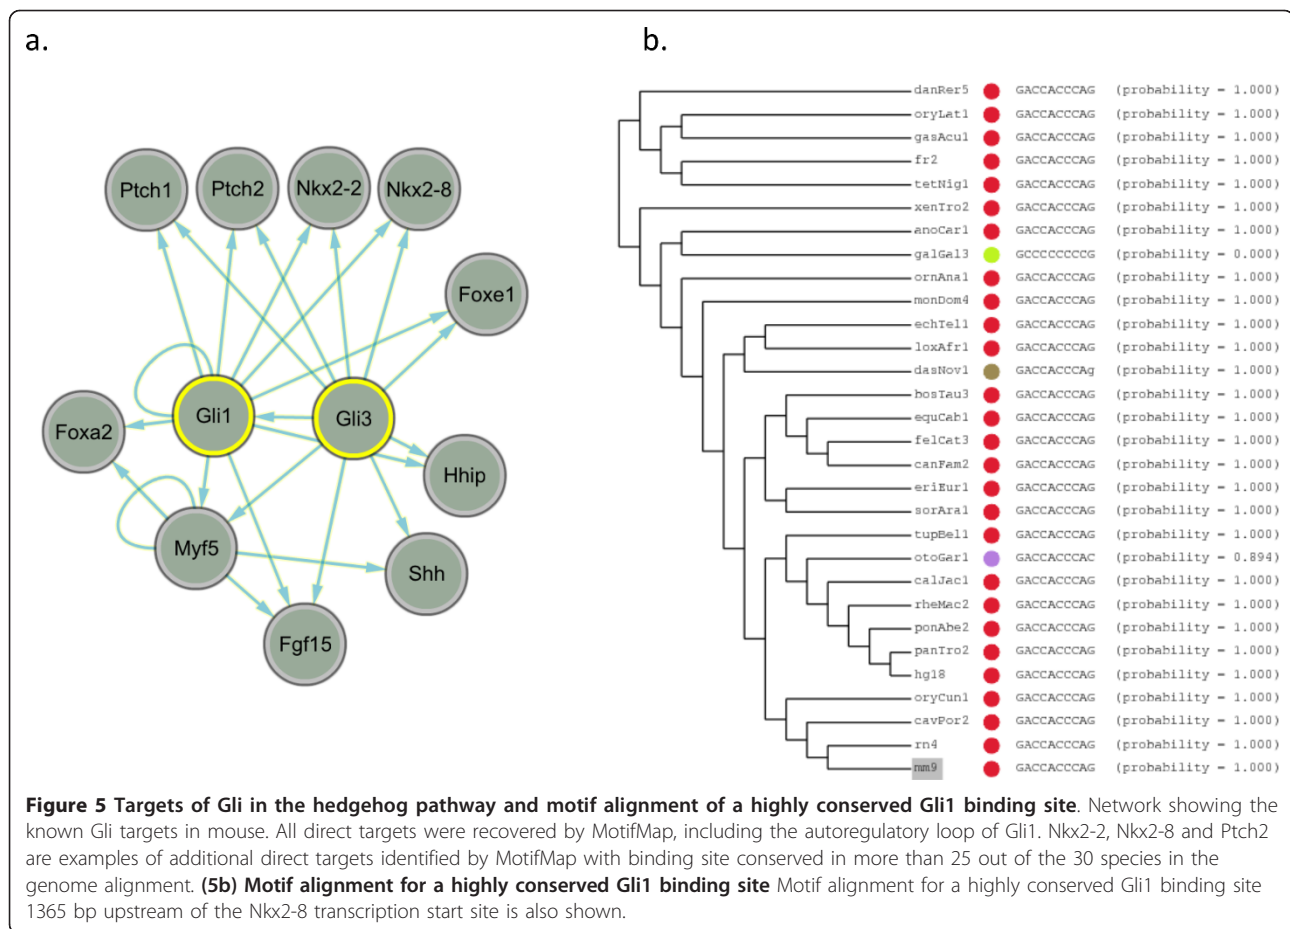 a.
b.
Ptch1
Ptch2
Nkx2-2
Nkx2-8
Foxe1
Gli1
Gli3
Foxa2
Hhip
Myf5
Shh
Fgf15
danRer5 GACCACCCAG (probability = 1.000)
oryLat1 GACCACCCAG (probability = 1.000)
gasAcu1 GACCACCCAG (probability = 1.000)
fr2 GACCACCCAG (probability = 1.000)
tetNig1 GACCACCCAG (probability = 1.000)
xenTro2 GACCACCCAG (probability = 1.000)
anoCar1 GACCACCCAG (probability = 1.000)
galGal3 GCCCCCCCCG (probability = 0.000)
ornAna1 GACCACCCAG (probability = 1.000)
monDom4 GACCACCCAG (probability = 1.000)
echTel1 GACCACCCAG (probability = 1.000)
loxAfr1 GACCACCCAG (probability = 1.000)
dasNov1 GACCACCCAg (probability = 1.000)
bosTau3 GACCACCCAG (probability = 1.000)
equCab1 GACCACCCAG (probability = 1.000)
felCat3 GACCACCCAG (probability = 1.000)
canFam2 GACCACCCAG (probability = 1.000)
eriEur1 GACCACCCAG (probability = 1.000)
sorAra1 GACCACCCAG (probability = 1.000)
tupBel1 GACCACCCAG (probability = 1.000)
otoGar1 GACCACCCAC (probability = 0.894)
calJac1 GACCACCCAG (probability = 1.000)
rheMac2 GACCACCCAG (probability = 1.000)
ponAbe2 GACCACCCAG (probability = 1.000)
panTro2 GACCACCCAG (probability = 1.000)
hg18 GACCACCCAG (probability = 1.000)
oryCun1 GACCACCCAG (probability = 1.000)
cavPor2 GACCACCCAG (probability = 1.000)
rn4 GACCACCCAG (probability = 1.000)
mm9 GACCACCCAG (probability = 1.000)
Figure 5 Targets of Gli in the hedgehog pathway and motif alignment of a highly conserved Gli1 binding site. Network showing the
known Gli targets in mouse. All direct targets were recovered by MotifMap, including the autoregulatory loop of Gli1. Nkx2-2, Nkx2-8 and Ptch2
are examples of additional direct targets identified by MotifMap with binding site conserved in more than 25 out of the 30 species in the
genome alignment. (5b) Motif alignment for a highly conserved Gli1 binding site Motif alignment for a highly conserved Gli1 binding site
1365 bp upstream of the Nkx2-8 transcription start site is also shown.